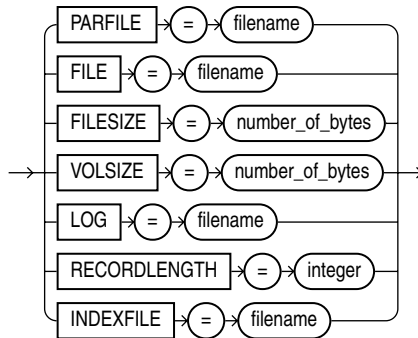 PARFILE = filename
FILE = filename
FILESIZE = number_of_bytes
VOLSIZE = number_of_bytes
LOG = filename
RECORDLENGTH = integer
INDEXFILE = filename